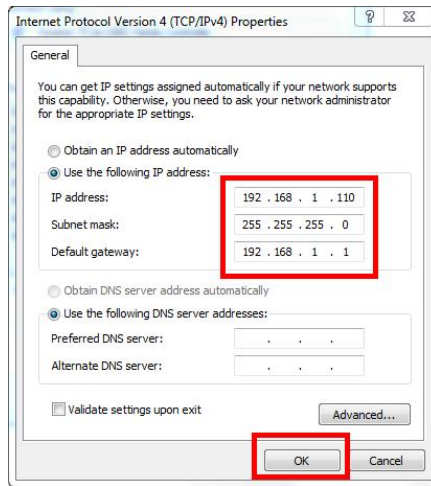 Internet Protocol Version 4 (TCP/IPv4) Properties
?
General
You can get IP settings assigned automatically if your network supports
this capability. Otherwise, you need to ask your network administrator
for the appropriate IP settings.
Obtain an IP address automatically
Use the following IP address:
IP address: 192 . 168 . 1 . 110
Subnet mask: 255 . 255 . 255 . 0
Default gateway: 192 . 168 . 1 . 1
Obtain DNS server address automatically
Use the following DNS server addresses:
Preferred DNS server: . . .
Alternate DNS server: . . .
Validate settings upon exit
Advanced...
OK Cancel